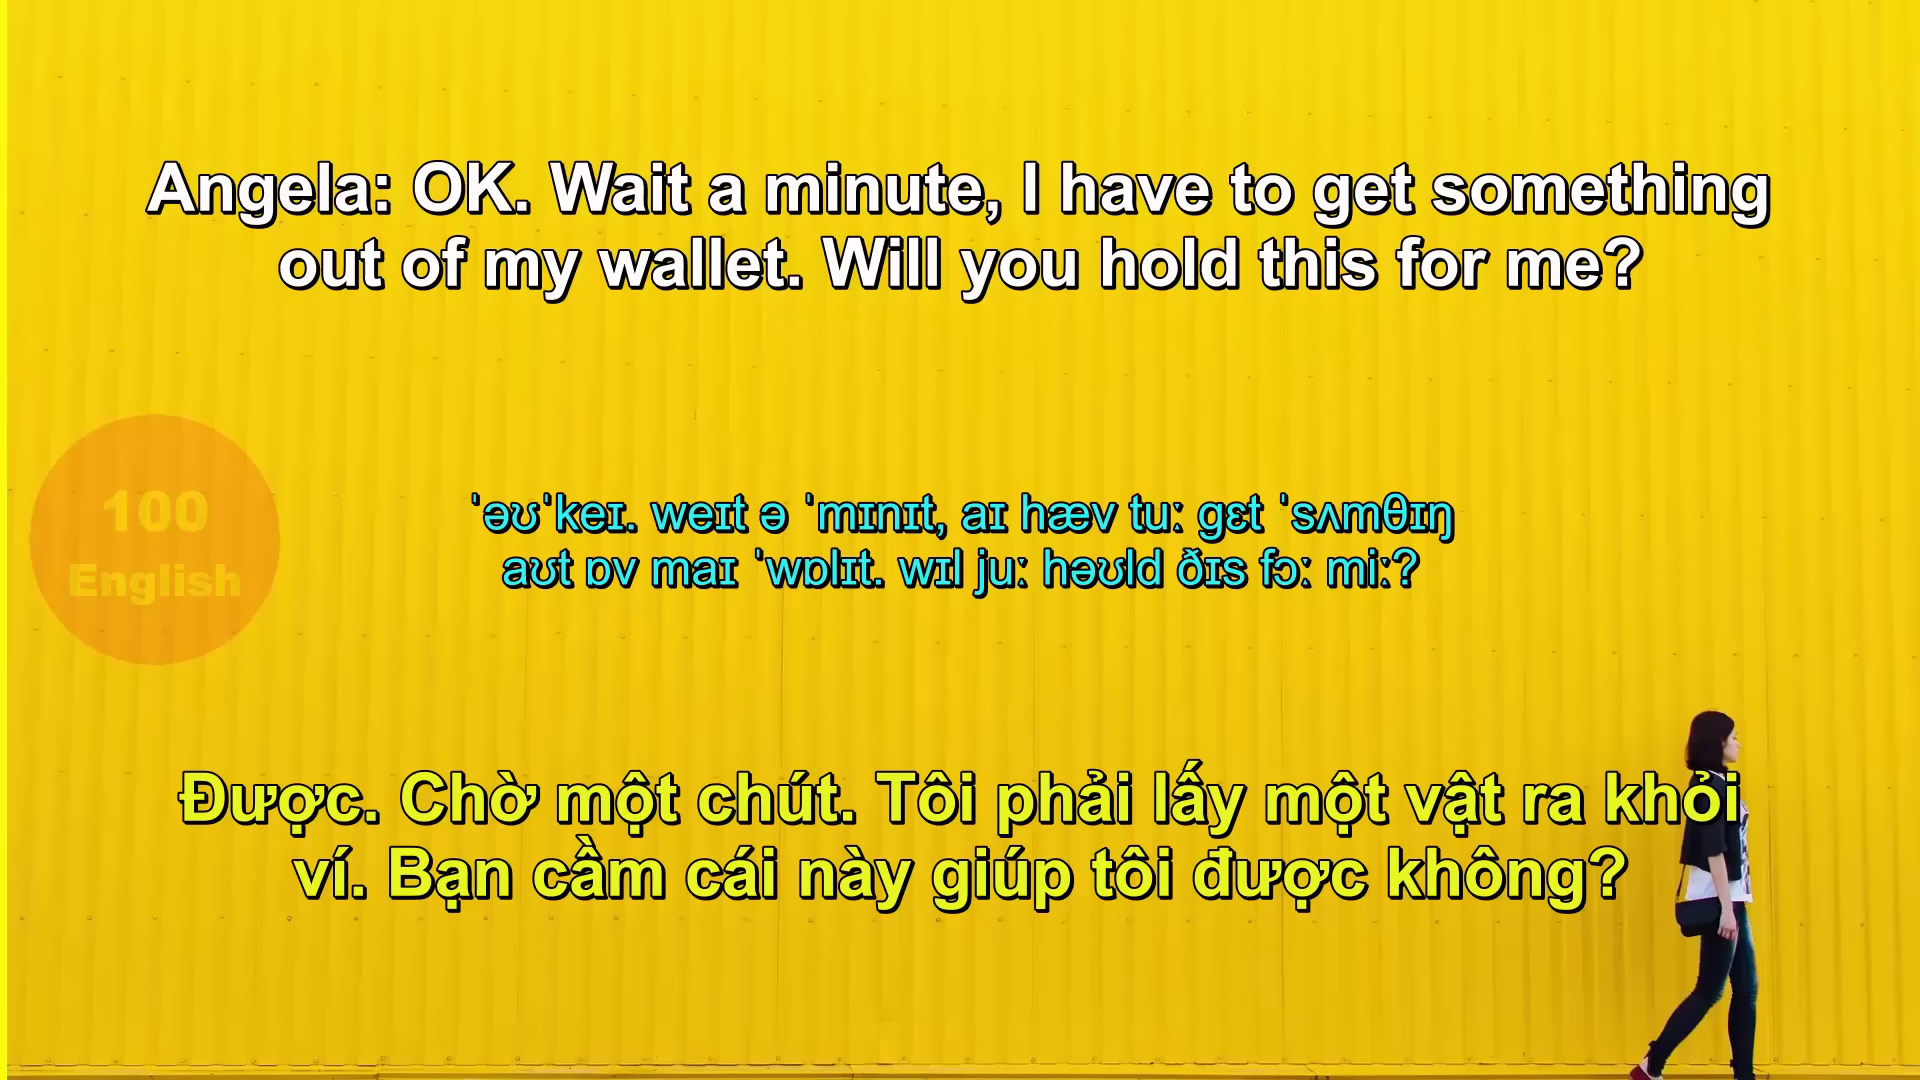 Angela: OK. Wait a minute, I have to get something
out of my wallet. Will you hold this for me?
100
English
ˈəʊˈkeɪ. weɪt ə ˈmɪnɪt, aɪ hæv tuː gɛt ˈsʌmθɪŋ
aʊt ɒv maɪ ˈwɒlɪt. wɪl juː həʊld ðɪs fɔː miː?
Được. Chờ một chút. Tôi phải lấy một vật ra khỏi
ví. Bạn cầm cái này giúp tôi được không?